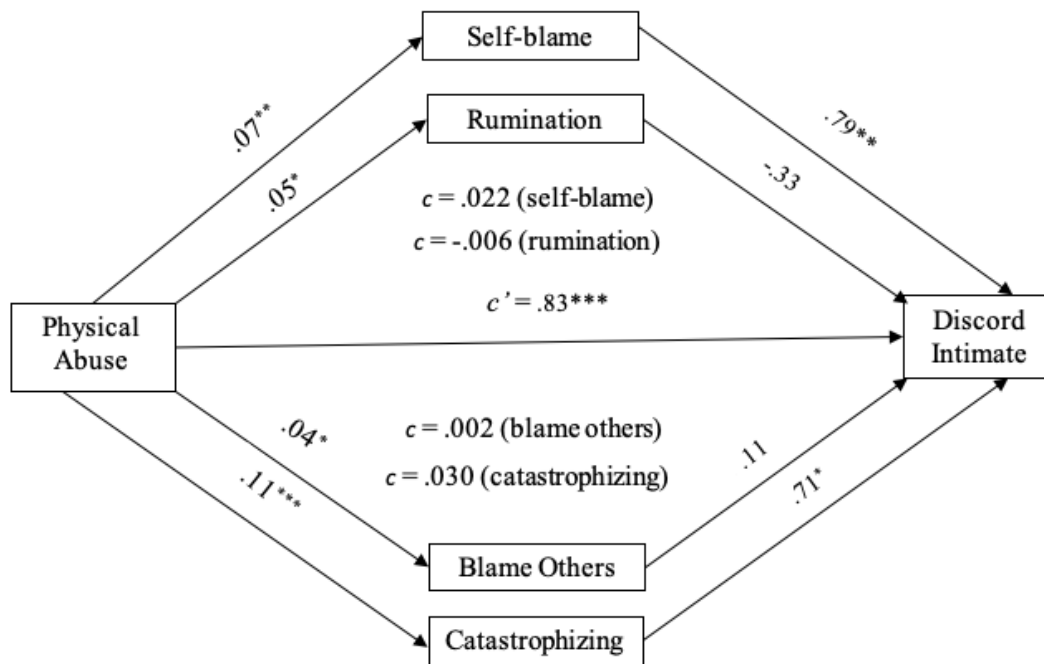 Self-blame
.07**
.79**
Rumination
.05*
-.33
c = .022 (self-blame)
c = -.006 (rumination)
c’ = .83***
Physical
Abuse
Discord
Intimate
.04*
c = .002 (blame others)
.11
.11***
c = .030 (catastrophizing)
.71*
Blame Others
Catastrophizing